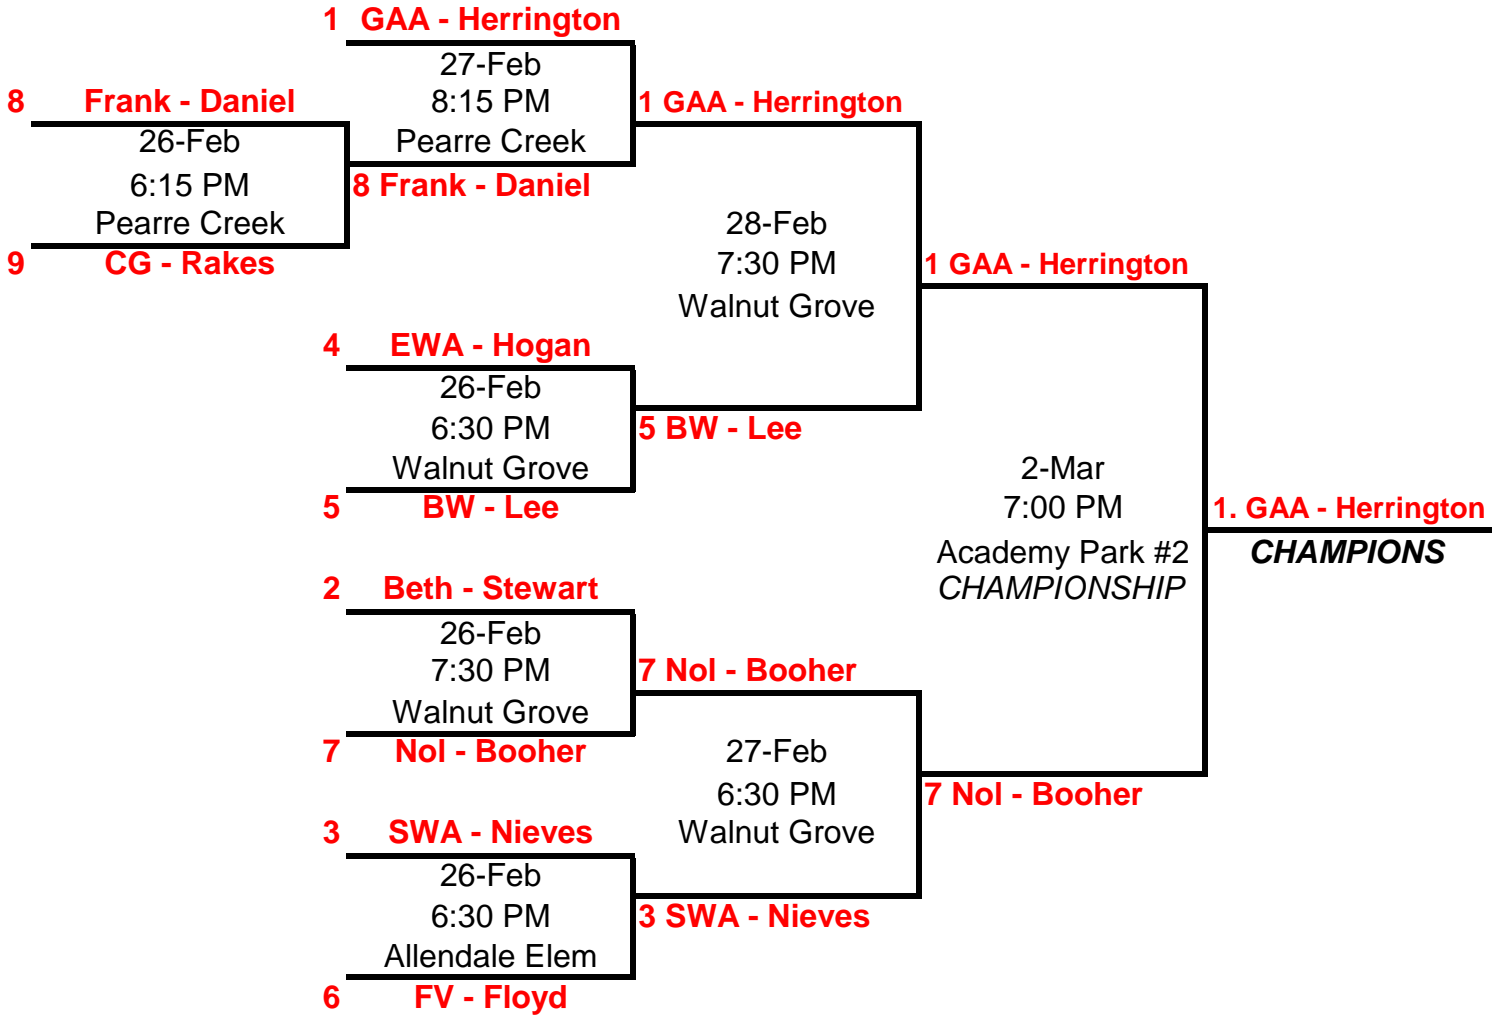 1 GAA - Herrington
27-Feb
8:15 PM
Pearre Creek
8 Frank - Daniel
26-Feb
6:15 PM
Pearre Creek
9 CG - Rakes
8 Frank - Daniel
1 GAA - Herrington
28-Feb
7:30 PM
Walnut Grove
4 EWA - Hogan
26-Feb
6:30 PM
Walnut Grove
5 BW - Lee
5 BW - Lee
1 GAA - Herrington
2-Mar
7:00 PM
Academy Park #2
CHAMPIONSHIP
1. GAA - Herrington
CHAMPIONS
2 Beth - Stewart
26-Feb
7:30 PM
Walnut Grove
7 Nol - Booher
7 Nol - Booher
27-Feb
6:30 PM
Walnut Grove
7 Nol - Booher
3 SWA - Nieves
26-Feb
6:30 PM
Allendale Elem
6 FV - Floyd
3 SWA - Nieves